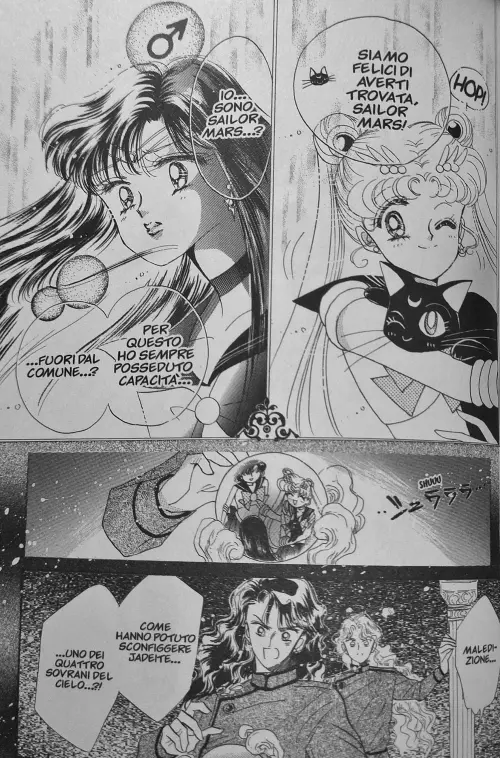 IO...
SONO
SAILOR
MARS...?
SIAMO
FELICI DI
AVERTI
TROVATA,
SAILOR
MARS!
HOP!
...FUORI DAL
COMUNE...?
PER
QUESTO
HO SEMPRE
POSSEDUTO
CAPACITÀ...
SHUUU
...UNO DEI
QUATTRO
SOVRANI DEL
CIELO...?!
COME
HANNO POTUTO
SCONFIGGERE
JADEITE...
MALEDI-
ZIONE...